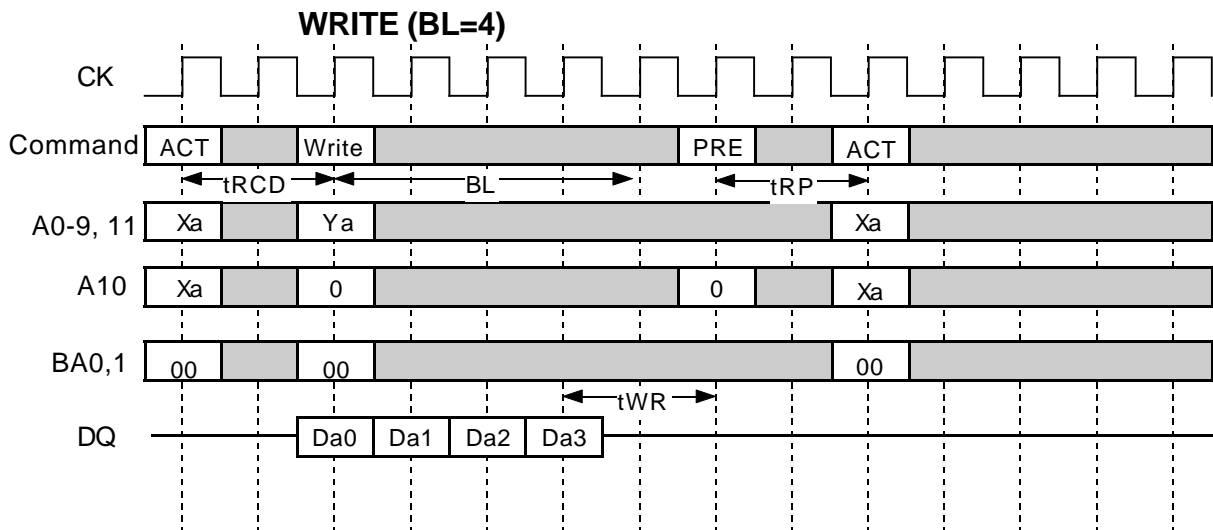 WRITE (BL=4)
CK
Command ACT Write PRE ACT
tRCD BL tRP
A0-9, 11 Xa Ya Xa
A10 Xa 0 0 Xa
BA0,1 00 00 00
tWR
DQ Da0 Da1 Da2 Da3